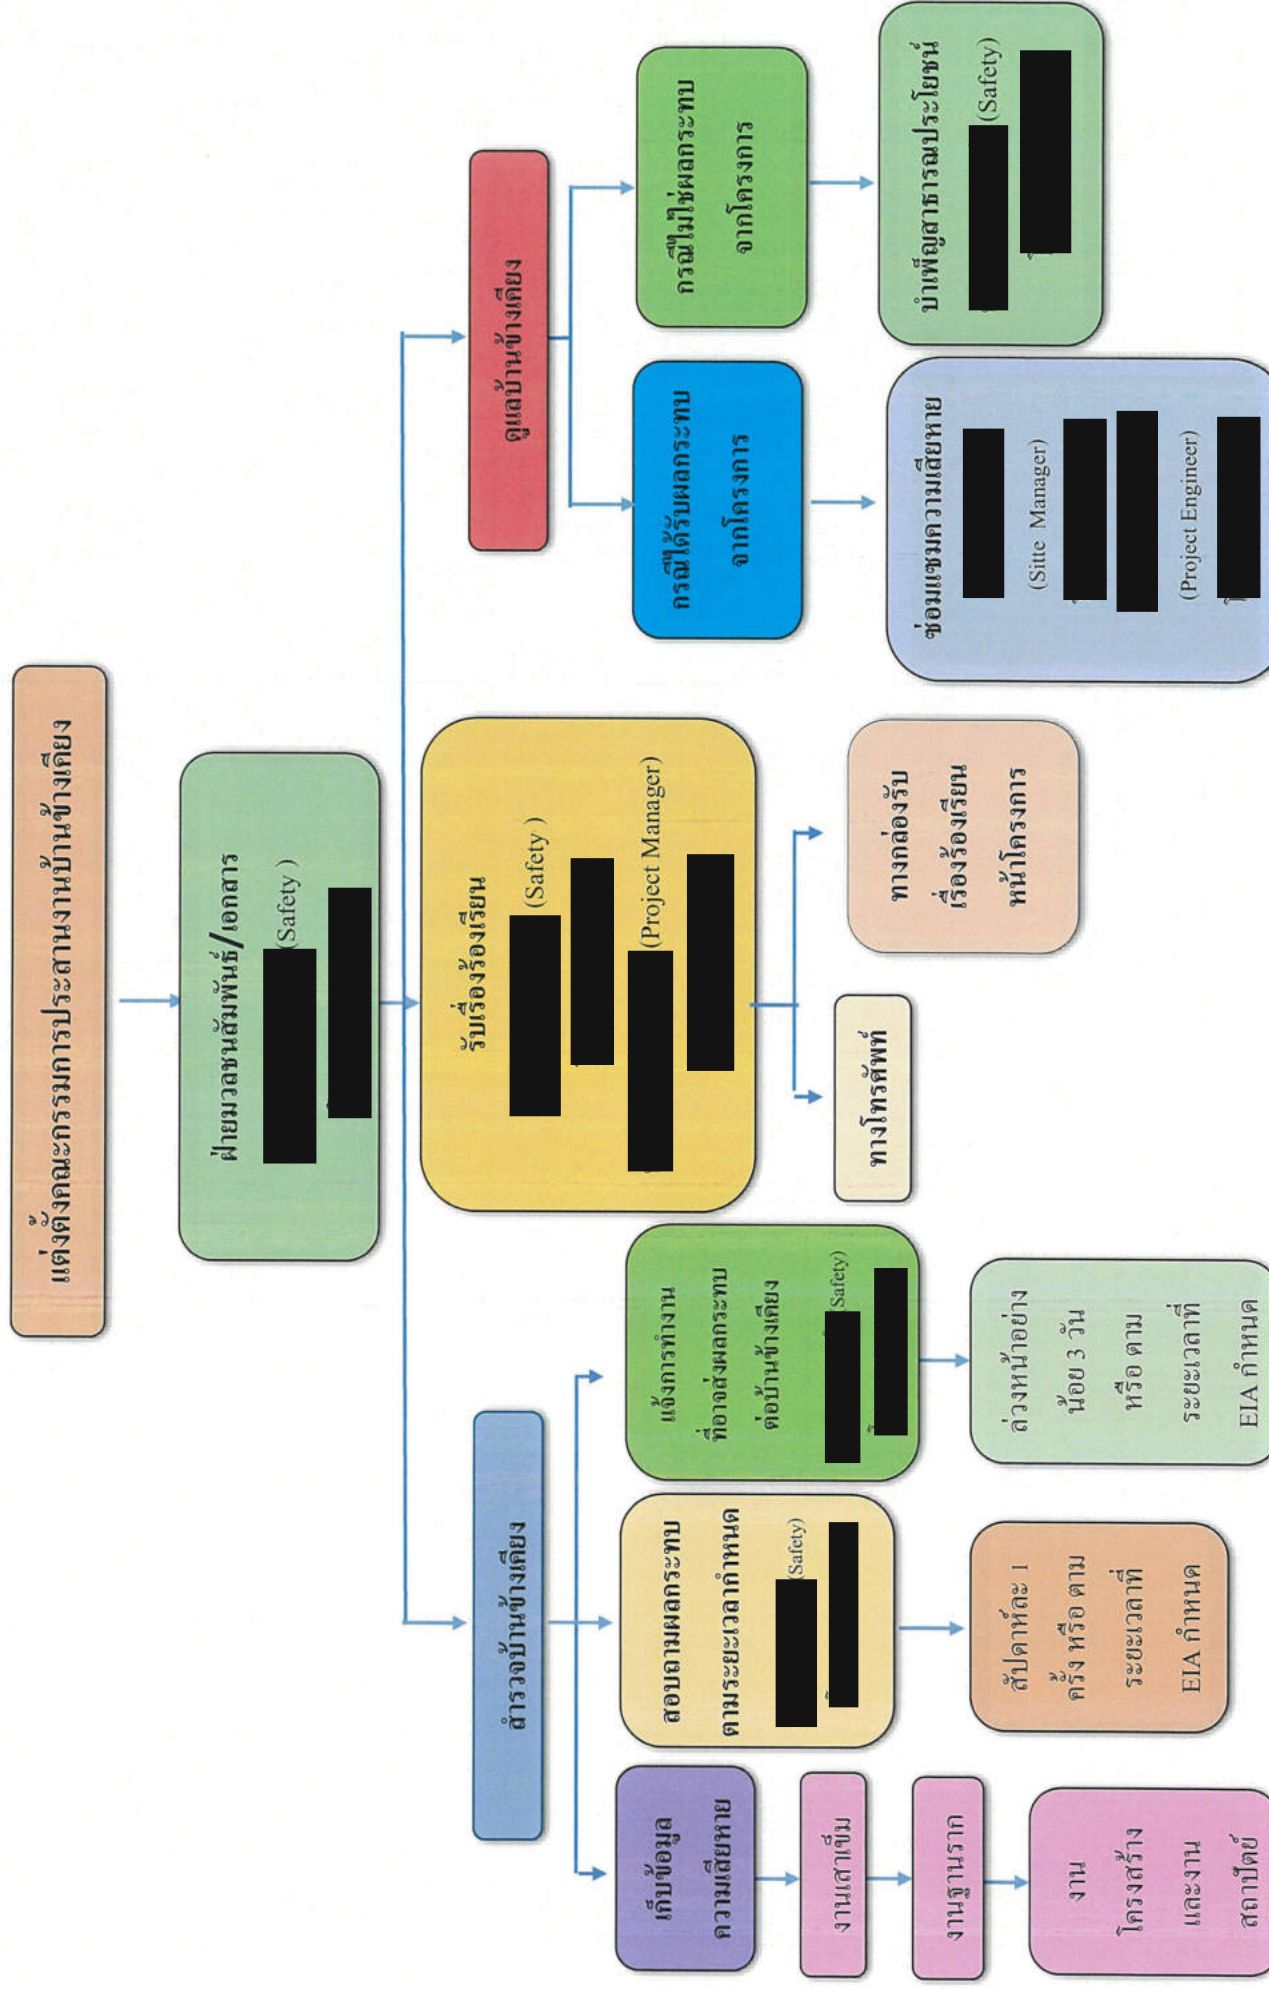 แต่งตั้งคณะกรรมการประสานงานบ้านข้างเคียง
ฝ่ายมวลชนสัมพันธ์/เอกสาร
(Safety )
สำรวจบ้านข้างเคียง
รับเรื่องร้องเรียน
(Safety )
(Project Manager)
ดูแลบ้านข้างเคียง
เก็บข้อมูล
ความเสียหาย
สอบถามผลกระทบ
ตามระยะเวลากำหนด
(Safety)
แจ้งการทำงาน
ที่อาจส่งผลกระทบ
ต่อบ้านข้างเคียง
(Safety)
ทางโทรศัพท์
ทางกล่องรับ
เรื่องร้องเรียน
หน้าโครงการ
กรณีได้รับผลกระทบ
จากโครงการ
กรณีไม่ใช่ผลกระทบ
จากโครงการ
งานเสาเข็ม
งานฐานราก
งาน
โครงสร้าง
และงาน
สถาปัตย์
สัปดาห์ละ 1
ครั้ง หรือ ตาม
ระยะเวลาที่
EIA กำหนด
ล่วงหน้าอย่าง
น้อย 3 วัน
หรือ ตาม
ระยะเวลาที่
EIA กำหนด
ซ่อมแซมความเสียหาย
(Sitte Manager)
(Project Engineer)
บำเพ็ญสาธารณประโยชน์
(Safety)